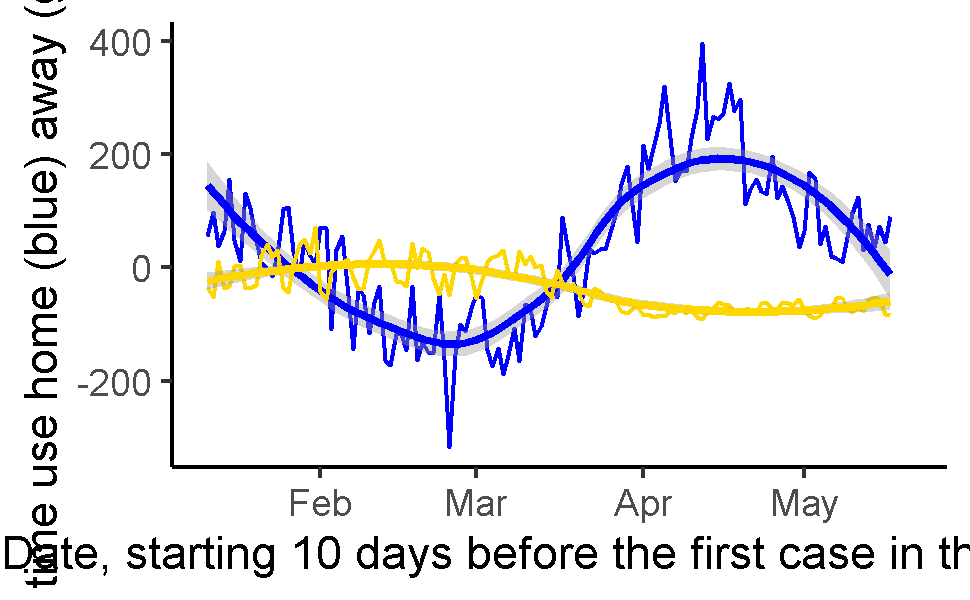 time use home (blue) away (
400
200
0
-200
Feb Mar Apr May
Date, starting 10 days before the first case in th